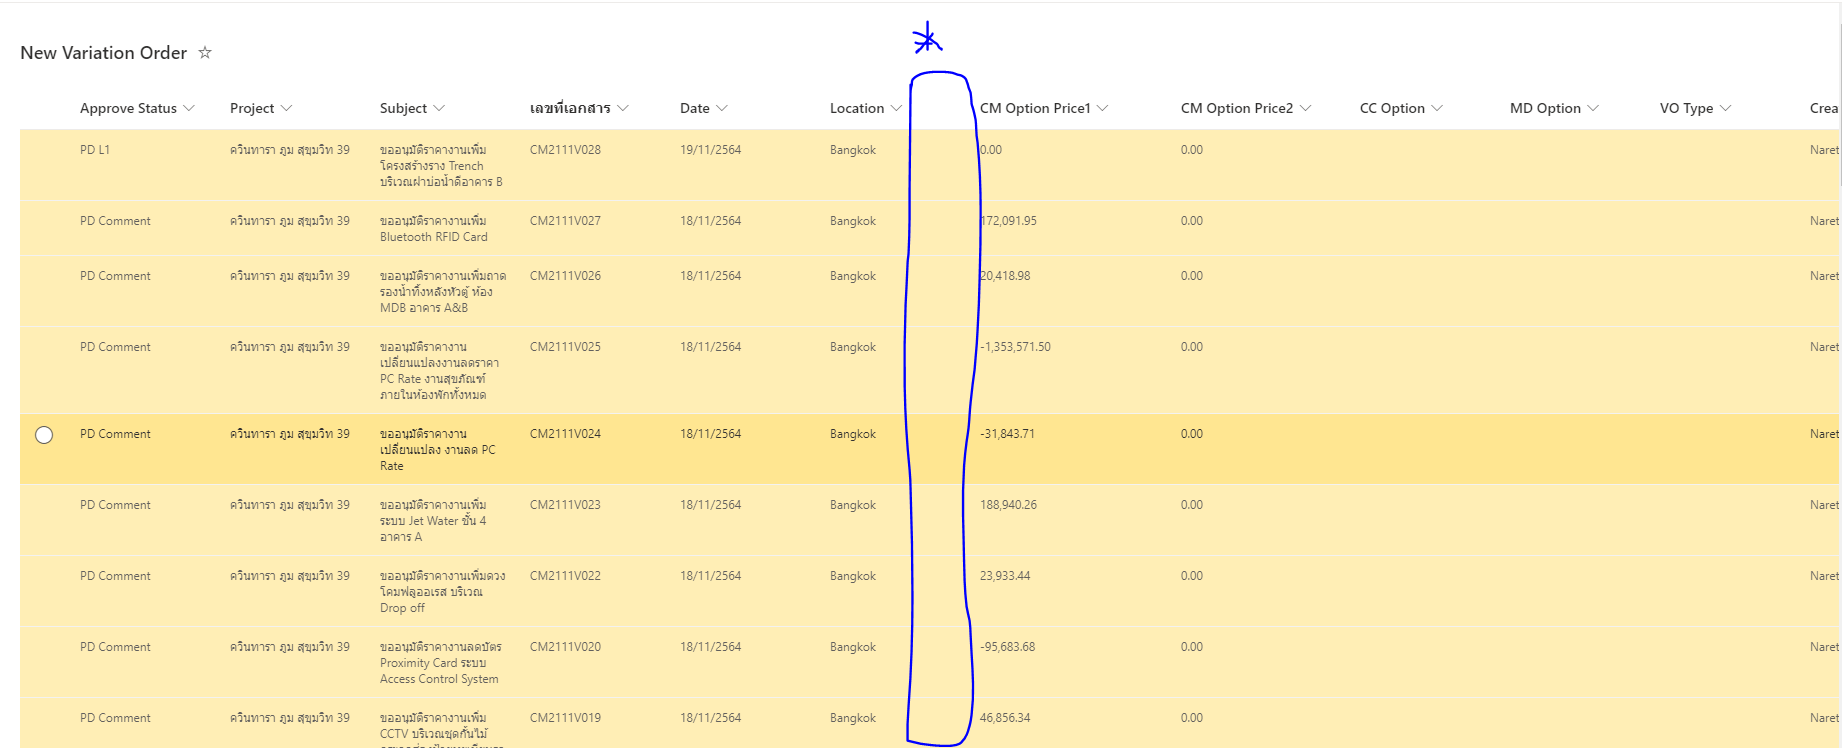 New Variation Order
Approve Status Project Subject เลขที่เอกสาร Date Location CM Option Price1 CM Option Price2 CC Option MD Option VO Type Crea
PD L1 ควินทารา ภูม สุขุมวิท 39 ขออนุมัติราคางานเพิ่ม CM2111V028 19/11/2564 Bangkok 0.00 0.00 Naret
โครงสร้างราง Trench
บริเวณฝาบ่อน้ำดีอาคาร B
PD Comment ควินทารา ภูม สุขุมวิท 39 ขออนุมัติราคางานเพิ่ม CM2111V027 18/11/2564 Bangkok 172,091.95 0.00 Naret
Bluetooth RFID Card
PD Comment ควินทารา ภูม สุขุมวิท 39 ขออนุมัติราคางานเพิ่มถาด CM2111V026 18/11/2564 Bangkok 20,418.98 0.00 Naret
รองน้ำทิ้งหลังหัวตู้ ห้อง
MDB อาคาร A&B
PD Comment ควินทารา ภูม สุขุมวิท 39 ขออนุมัติราคางาน CM2111V025 18/11/2564 Bangkok -1,353,571.50 0.00 Naret
เปลี่ยนแปลงงานลดราคา
PC Rate งานสุขภัณฑ์
ภายในห้องพักทั้งหมด
PD Comment ควินทารา ภูม สุขุมวิท 39 ขออนุมัติราคางาน CM2111V024 18/11/2564 Bangkok -31,843.71 0.00 Naret
เปลี่ยนแปลง งานลด PC
Rate
PD Comment ควินทารา ภูม สุขุมวิท 39 ขออนุมัติราคางานเพิ่ม CM2111V023 18/11/2564 Bangkok 188,940.26 0.00 Naret
ระบบ Jet Water ชั้น 4
อาคาร A
PD Comment ควินทารา ภูม สุขุมวิท 39 ขออนุมัติราคางานเพิ่มดวง CM2111V022 18/11/2564 Bangkok 23,933.44 0.00 Naret
โคมฟลูออเรส บริเวณ
Drop off
PD Comment ควินทารา ภูม สุขุมวิท 39 ขออนุมัติราคางานลดบัตร CM2111V020 18/11/2564 Bangkok -95,683.68 0.00 Naret
Proximity Card ระบบ
Access Control System
PD Comment ควินทารา ภูม สุขุมวิท 39 ขออนุมัติราคางานเพิ่ม CM2111V019 18/11/2564 Bangkok 46,856.34 0.00 Naret
CCTV บริเวณชุดกั้นไม้